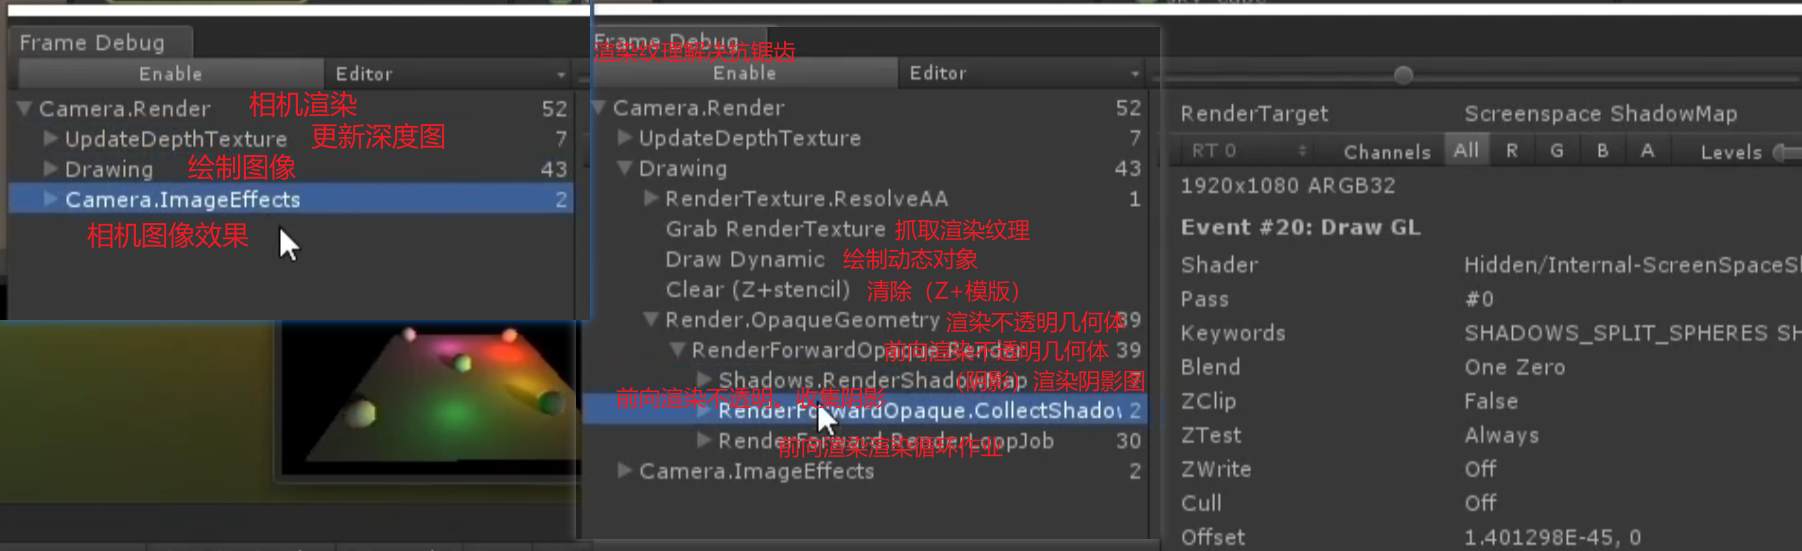 Frame Debug
Enable
Editor
Camera.Render
相机渲染
52
UpdateDepthTexture
更新深度图
7
Drawing
绘制图像
43
Camera.ImageEffects
2
相机图像效果
Frame Debug
渲染纹理解决抗锯齿
Enable
Editor
Camera.Render
52
UpdateDepthTexture
7
Drawing
43
RenderTexture.ResolveAA
1
Grab RenderTexture
抓取渲染纹理
Draw Dynamic
绘制动态对象
Clear (Z+stencil)
清除（Z+模版）
Render.OpaqueGeometry
渲染不透明几何体
39
RenderForwardOpaque.Render
前向渲染不透明几何体
39
Shadows.RenderShadowMap
（阴影）渲染阴影图
7
前向渲染不透明。收集阴影
RenderForwardOpaque.CollectShadov
2
RenderForward.RenderLoopJob
前向渲染渲染循环作业
30
Camera.ImageEffects
2
RenderTarget
Screenspace ShadowMap
RT 0
Channels
All
R
G
B
A
Levels
1920x1080 ARGB32
Event #20: Draw GL
Shader
Hidden/Internal-ScreenSpaceSl
Pass
#0
Keywords
SHADOWS_SPLIT_SPHERES SH
Blend
One Zero
ZClip
False
ZTest
Always
ZWrite
Off
Cull
Off
Offset
1.401298E-45, 0